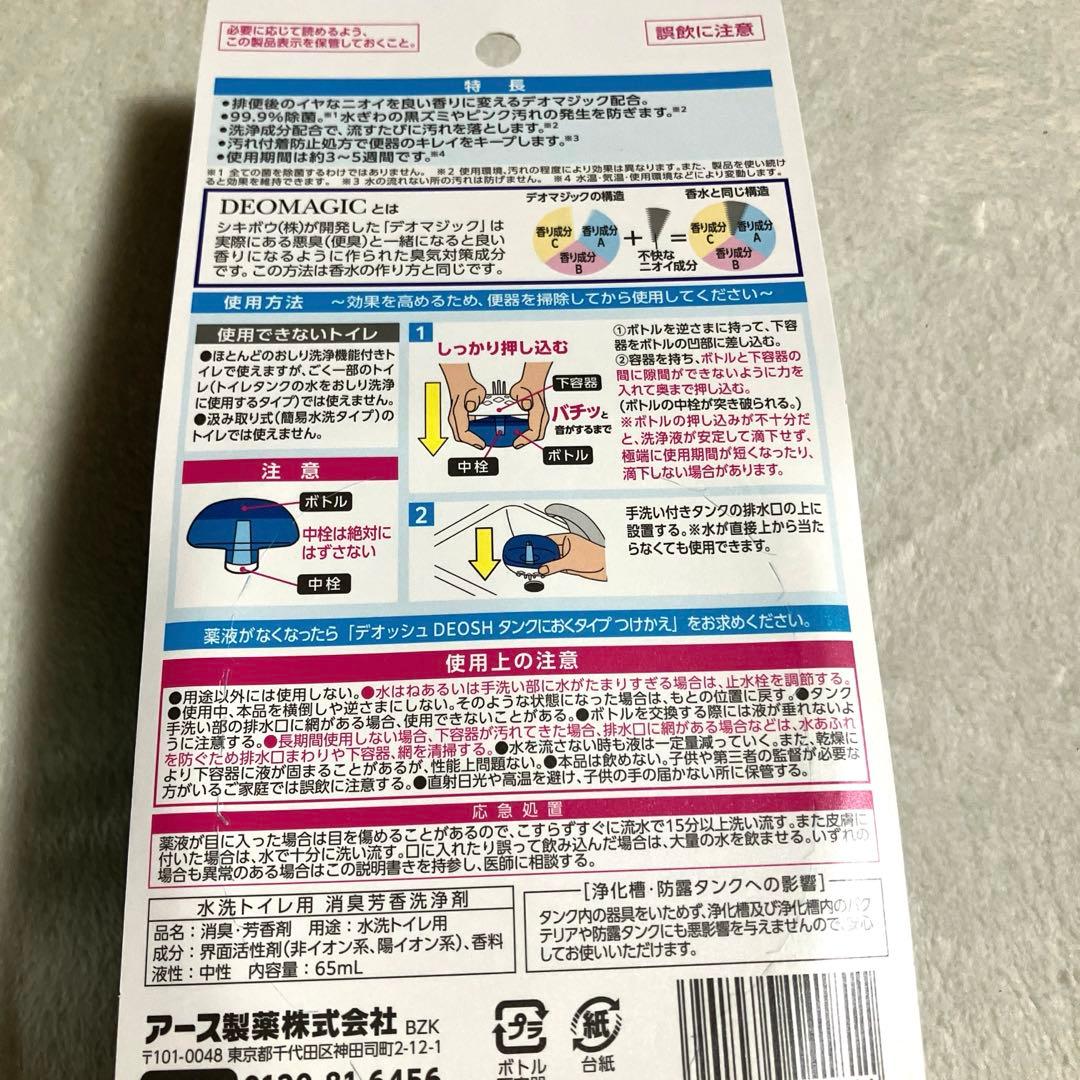 必要に応じて読めるよう、
この製品表示を保管しておくこと。
誤飲に注意
特長
●排便後のイヤなニオイを良い香りに変えるデオマジック配合。
●99.9%除菌。※1水ぎわの黒ズミやピンク汚れの発生を防ぎます。※2
●洗浄成分配合で、流すたびに汚れを落とします。※2
●汚れ付着防止処方で便器のキレイをキープします。※3
●使用期間は約3～5週間です。※4
※1 全ての菌を除菌するわけではありません。 ※2 使用環境、汚れの程度により効果は異なります。また、製品を使い続け
ると効果を維持できます。 ※3 水の流れない所の汚れは防げません。 ※4 水温・気温・使用環境などにより変動します。
DEOMAGICとは
シキボウ(株)が開発した「デオマジック」は
実際にある悪臭(便臭)と一緒になると良い
香りになるように作られた臭気対策成分
です。この方法は香水の作り方と同じです。
デオマジックの構造
香水と同じ構造
香り成分
C
香り成分
A
香り成分
B
+
不快な
ニオイ成分
=
香り成分
C
香り成分
A
香り成分
B
使用方法 ～効果を高めるため、便器を掃除してから使用してください～
使用できないトイレ
●ほとんどのおしり洗浄機能付きト
イレで使えますが、ごく一部のトイ
レ(トイレタンクの水をおしり洗浄
に使用するタイプ)では使えません。
●汲み取り式(簡易水洗タイプ)の
トイレでは使えません。
注意
ボトル
中栓は絶対に
はずさない
中栓
1
しっかり押し込む
下容器
バチッと
音がするまで
中栓
ボトル
①ボトルを逆さまに持って、下容
器をボトルの凹部に差し込む。
②容器を持ち、ボトルと下容器の
間に隙間ができないように力を
入れて奥まで押し込む。
(ボトルの中栓が突き破られる。)
※ボトルの押し込みが不十分だ
と、洗浄液が安定して滴下せず、
極端に使用期間が短くなったり、
滴下しない場合があります。
2
手洗い付きタンクの排水口の上に
設置する。※水が直接上から当た
らなくても使用できます。
薬液がなくなったら「デオッシュ DEOSH タンクにおくタイプ つけかえ」をお求めください。
使用上の注意
●用途以外には使用しない。●水はねあるいは手洗い部に水がたまりすぎる場合は、止水栓を調節する。
●使用中、本品を横倒しや逆さまにしない。そのような状態になった場合は、もとの位置に戻す。●タンク
手洗い部の排水口に網がある場合、使用できないことがある。●ボトルを交換する際には液が垂れないよ
うに注意する。●長期間使用しない場合、下容器が汚れてきた場合、排水口に網がある場合などは、水あふれ
を防ぐため排水口まわりや下容器、網を清掃する。●水を流さない時も液は一定量減っていく。また、乾燥に
より下容器に液が固まることがあるが、性能上問題ない。●本品は飲めない。子供や第三者の監督が必要な
方がいるご家庭では誤飲に注意する。●直射日光や高温を避け、子供の手の届かない所に保管する。
応急処置
薬液が目に入った場合は目を傷めることがあるので、こすらずすぐに流水で15分以上洗い流す。また皮膚に
付いた場合は、水で十分に洗い流す。口に入れたり誤って飲み込んだ場合は、大量の水を飲ませる。いずれの
場合も異常のある場合はこの説明書きを持参し、医師に相談する。
水洗トイレ用 消臭芳香洗浄剤
品名：消臭・芳香剤 用途：水洗トイレ用
成分：界面活性剤(非イオン系、陽イオン系)、香料
液性：中性 内容量：65mL
[浄化槽・防露タンクへの影響]
タンク内の器具をいためず、浄化槽及び浄化槽内のバク
テリアや防露タンクにも悪影響を与えませんので、安心
してお使いいただけます。
アース製薬株式会社 BZK
〒101-0048 東京都千代田区神田司町2-12-1
0120-81-6456
プラ
ボトル
下容器
紙
台紙